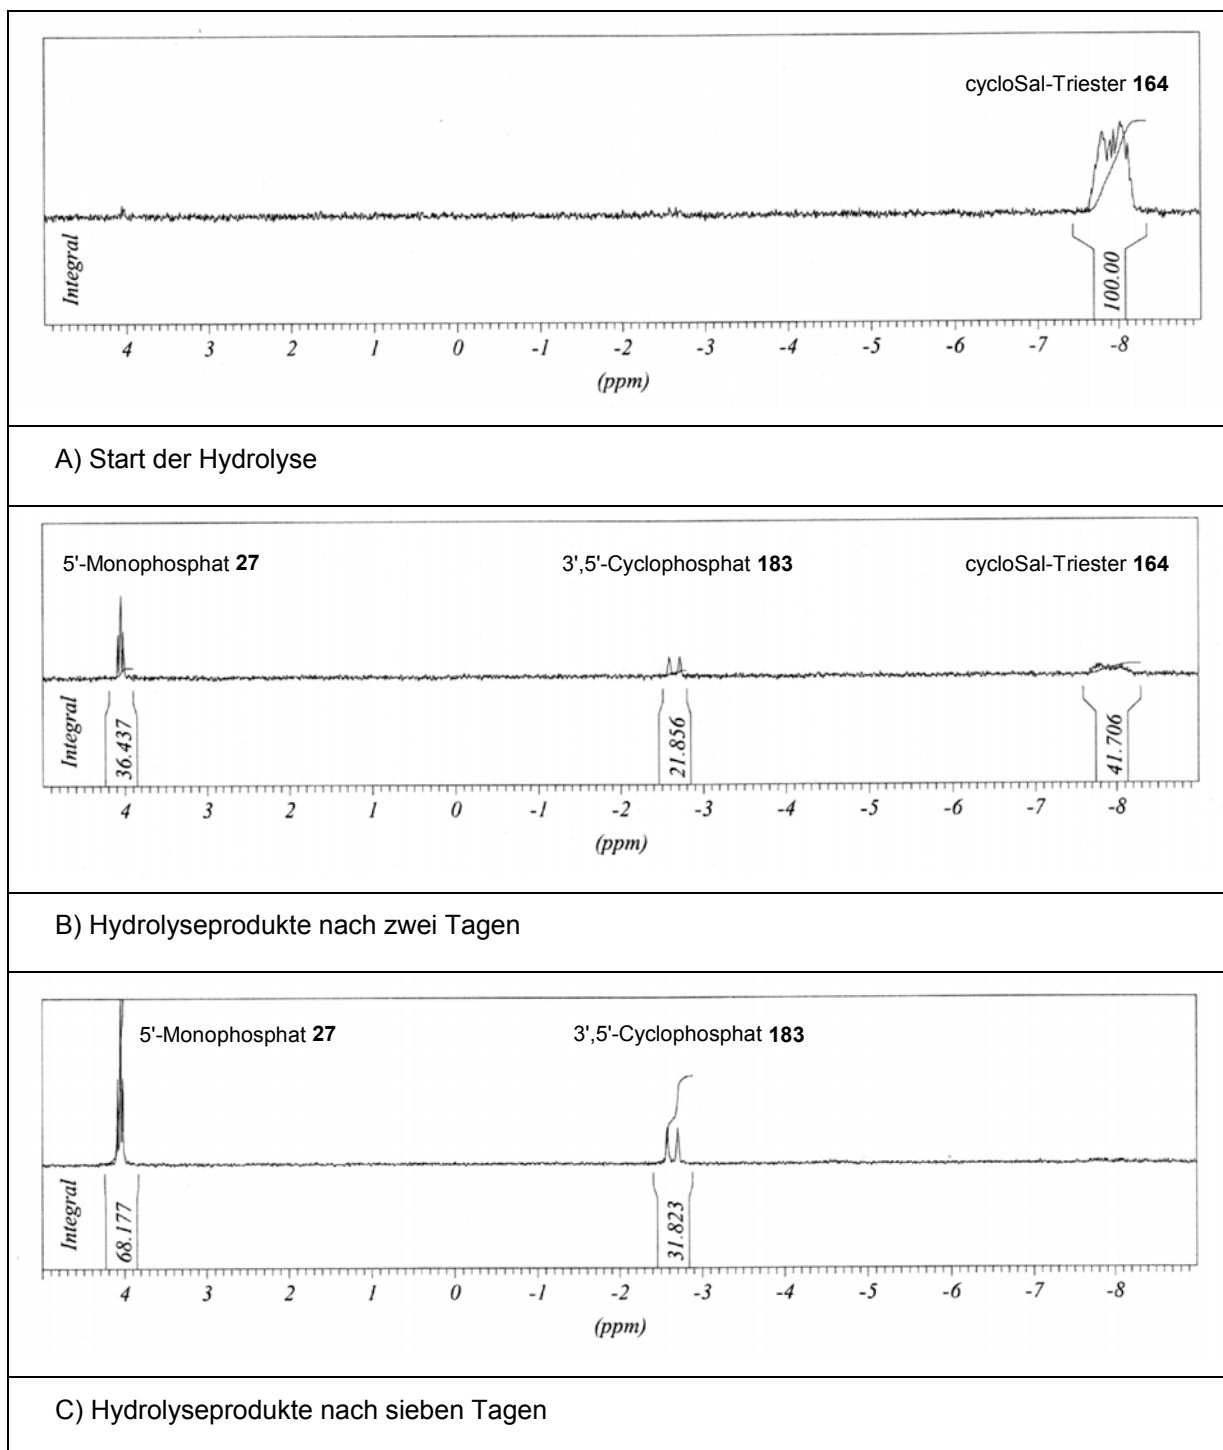 cycloSal-Triester 164
Integral
100.00
4 3 2 1 0 -1 -2 -3 -4 -5 -6 -7 -8
(ppm)
A) Start der Hydrolyse
5'-Monophosphat 27 3',5'-Cyclophosphat 183 cycloSal-Triester 164
Integral
36.437 21.856 41.706
4 3 2 1 0 -1 -2 -3 -4 -5 -6 -7 -8
(ppm)
B) Hydrolyseprodukte nach zwei Tagen
5'-Monophosphat 27 3',5'-Cyclophosphat 183
Integral
68.177 31.823
4 3 2 1 0 -1 -2 -3 -4 -5 -6 -7 -8
(ppm)
C) Hydrolyseprodukte nach sieben Tagen